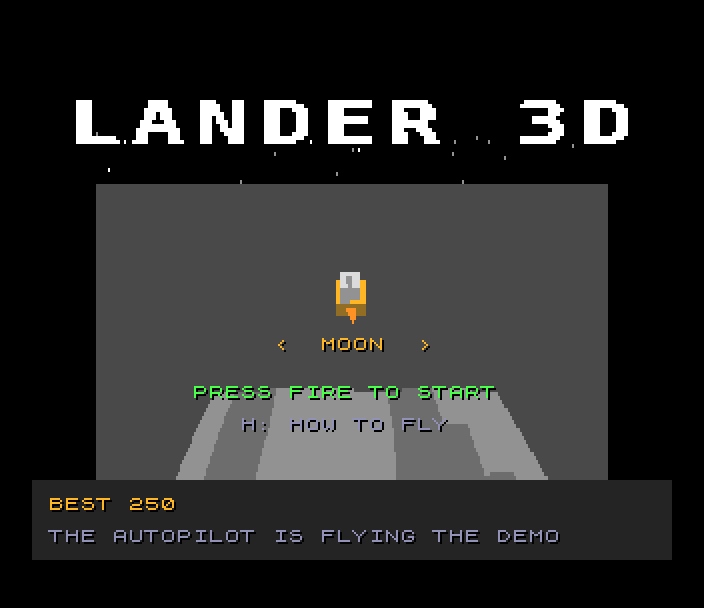 LANDER 3D
< MOON >
PRESS FIRE TO START
H: HOW TO FLY
BEST 250
THE AUTOPILOT IS FLYING THE DEMO